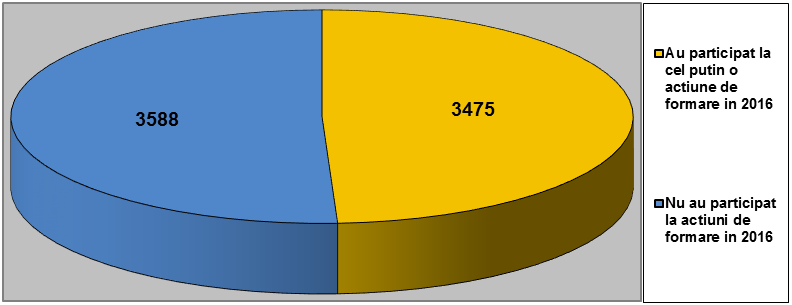 3588
3475
Au participat la
cel putin o
actiune de
formare in 2016
Nu au participat
la actiuni de
formare in 2016